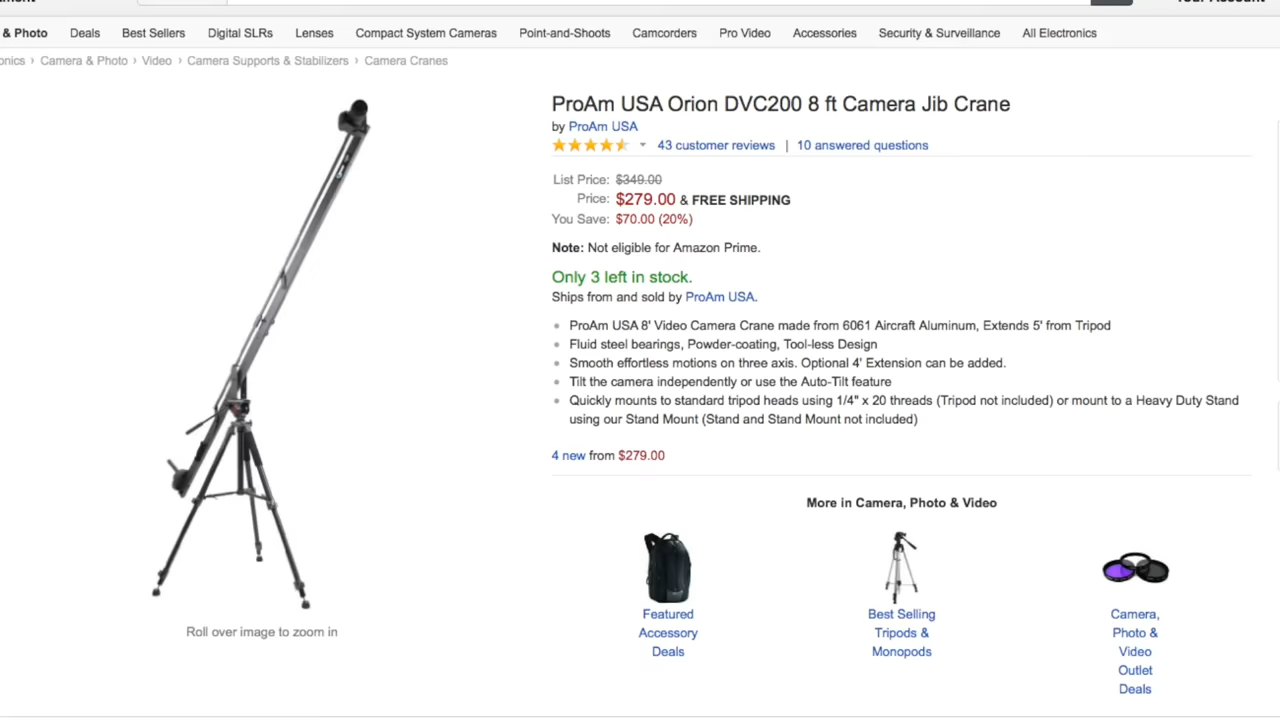 & Photo Deals Best Sellers Digital SLRs Lenses Compact System Cameras Point-and-Shoots Camcorders Pro Video Accessories Security & Surveillance All Electronics
› Camera & Photo › Video › Camera Supports & Stabilizers › Camera Cranes
ProAm USA Orion DVC200 8 ft Camera Jib Crane
by ProAm USA
43 customer reviews | 10 answered questions
List Price: $349.00
Price: $279.00 & FREE SHIPPING
You Save: $70.00 (20%)
Note: Not eligible for Amazon Prime.
Only 3 left in stock.
Ships from and sold by ProAm USA.
ProAm USA 8' Video Camera Crane made from 6061 Aircraft Aluminum, Extends 5' from Tripod
Fluid steel bearings, Powder-coating, Tool-less Design
Smooth effortless motions on three axis. Optional 4' Extension can be added.
Tilt the camera independently or use the Auto-Tilt feature
Quickly mounts to standard tripod heads using 1/4" x 20 threads (Tripod not included) or mount to a Heavy Duty Stand
using our Stand Mount (Stand and Stand Mount not included)
4 new from $279.00
More in Camera, Photo & Video
Featured
Accessory
Deals
Best Selling
Tripods &
Monopods
Camera,
Photo &
Video
Outlet
Deals
Roll over image to zoom in